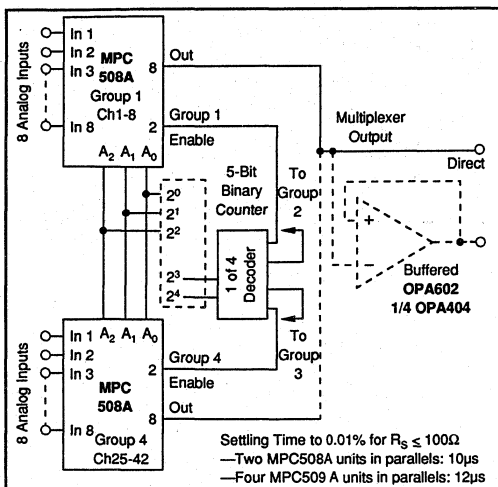 8 Analog Inputs
In 1
In 2
In 3
In 8
MPC
508A
Group 1
Ch1-8
8
Out
2
Group 1
Enable
A2 A1 A0
Multiplexer
Output
Direct
5-Bit
Binary
Counter
To
Group
2
2⁰
2¹
2²
2³
2⁴
1 of 4
Decoder
+
–
Buffered
OPA602
1/4 OPA404
To
Group
3
8 Analog Inputs
In 1
In 2
In 3
In 8
A2 A1 A0
MPC
508A
Group 4
Ch25-42
2
Group 4
Enable
8
Out
Settling Time to 0.01% for RS ≤ 100Ω
—Two MPC508A units in parallels: 10µs
—Four MPC509 A units in parallels: 12µs